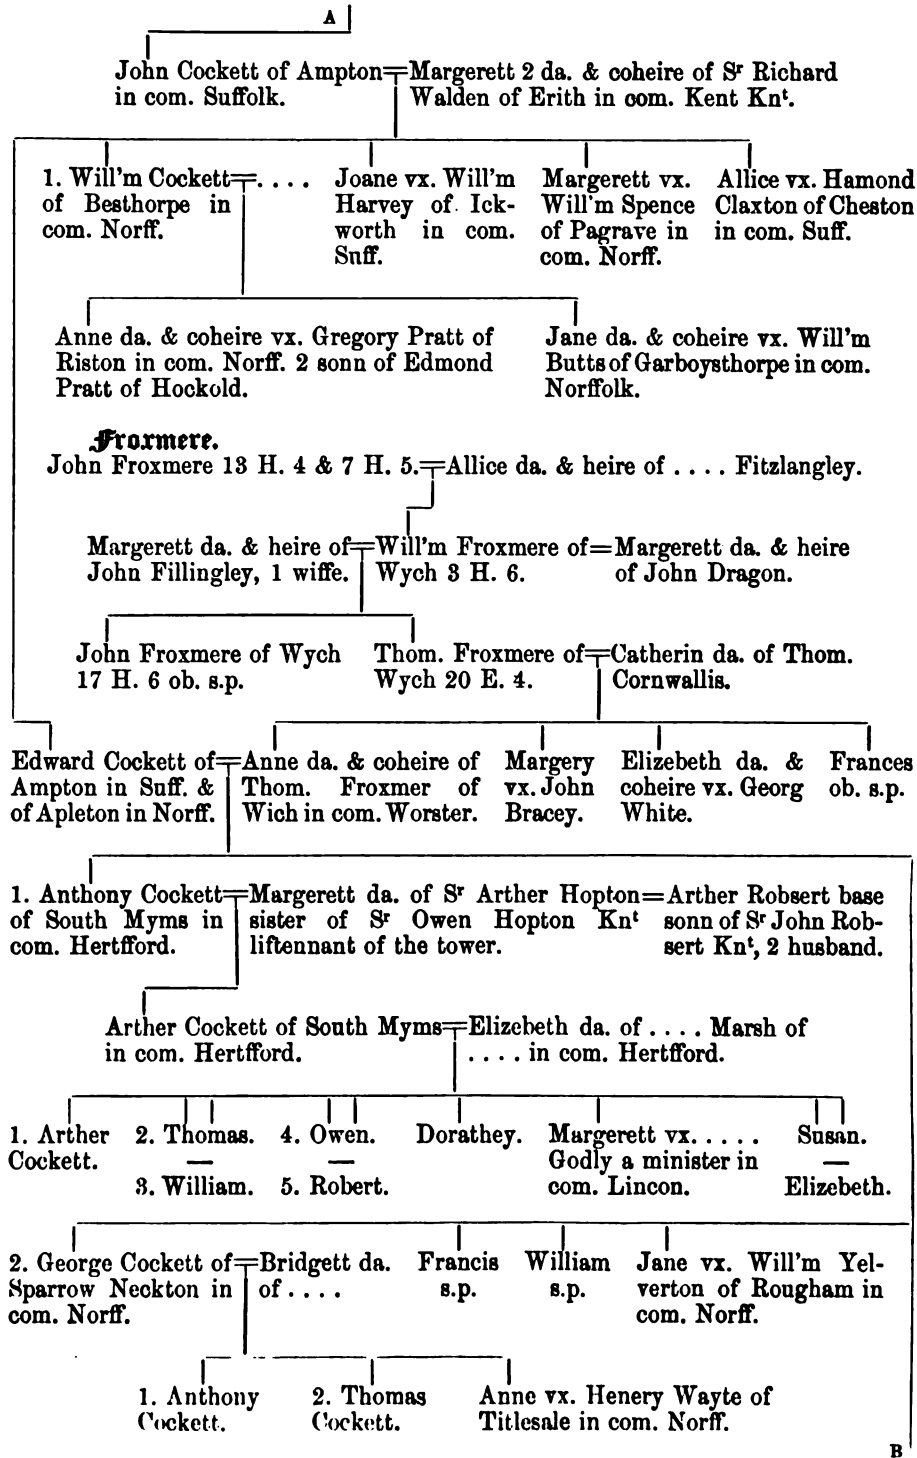 A
John Cockett of Ampton=Margerett 2 da. & coheire of Sʳ Richard
in com. Suffolk. Walden of Erith in com. Kent Knᵗ.
1. Will'm Cockett=. . . .
of Besthorpe in
com. Norff.
Joane vx. Will'm
Harvey of Ick-
worth in com.
Suff.
Margerett vx.
Will'm Spence
of Pagrave in
com. Norff.
Allice vx. Hamond
Claxton of Cheston
in com. Suff.
Anne da. & coheire vx. Gregory Pratt of
Riston in com. Norff. 2 sonn of Edmond
Pratt of Hockold.
Jane da. & coheire vx. Will'm
Butts of Garboysthorpe in com.
Norffolk.
Froxmere.
John Froxmere 13 H. 4 & 7 H. 5.=Allice da. & heire of . . . . Fitzlangley.
Margerett da. & heire of=Will'm Froxmere of=Margerett da. & heire
John Fillingley, 1 wiffe. Wych 3 H. 6. of John Dragon.
John Froxmere of Wych
17 H. 6 ob. s.p.
Thom. Froxmere of=Catherin da. of Thom.
Wych 20 E. 4. Cornwallis.
Edward Cockett of=Anne da. & coheire of
Ampton in Suff. & Thom. Froxmer of
of Apleton in Norff. Wich in com. Worster.
Margery
vx. John
Bracey.
Elizebeth da. &
coheire vx. Georg
White.
Frances
ob. s.p.
1. Anthony Cockett=Margerett da. of Sʳ Arther Hopton=Arther Robsert base
of South Myms in sister of Sʳ Owen Hopton Knᵗ sonn of Sʳ John Rob-
com. Hertfford. liftennant of the tower. sert Knᵗ, 2 husband.
Arther Cockett of South Myms=Elizebeth da. of . . . . Marsh of
in com. Hertfford. . . . . in com. Hertfford.
1. Arther
Cockett.
2. Thomas.
—
3. William.
4. Owen.
—
5. Robert.
Dorathey.
Margerett vx. . . . .
Godly a minister in
com. Lincon.
Susan.
—
Elizebeth.
2. George Cockett of=Bridgett da.
Sparrow Neckton in of . . . .
com. Norff.
Francis
s.p.
William
s.p.
Jane vx. Will'm Yel-
verton of Rougham in
com. Norff.
1. Anthony
Cockett.
2. Thomas
Cockett.
Anne vx. Henery Wayte of
Titlesale in com. Norff.
B